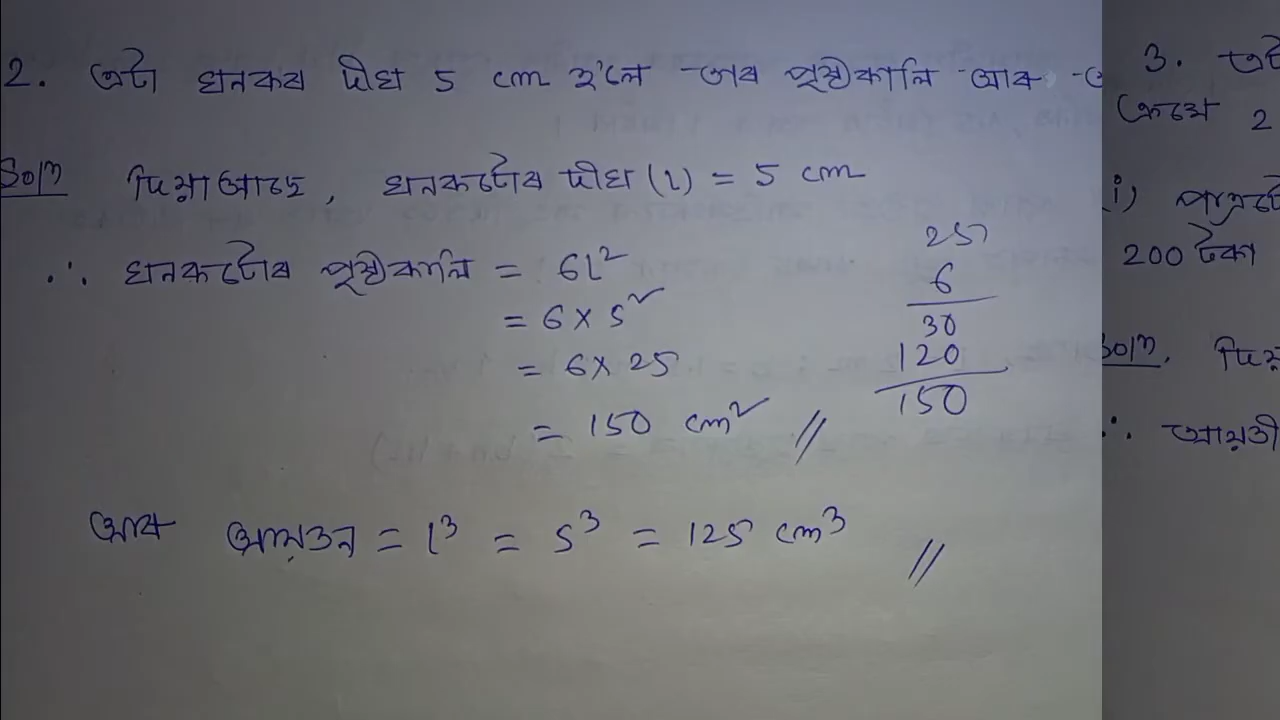 2. এটা ঘনকৰ দীঘ 5 cm হ'লে তাৰ পৃষ্ঠকালি আৰু
Soln দিয়া আছে, ঘনকটোৰ দীঘ (l) = 5 cm
∴ ঘনকটোৰ পৃষ্ঠকালি = 6l²
= 6 × 5²
= 6 × 25
= 150 cm² //
25
6
30
120
150
আৰু আয়তন = l³ = 5³ = 125 cm³ //
3.
2
(i)
200 টকা
Soln.
∴